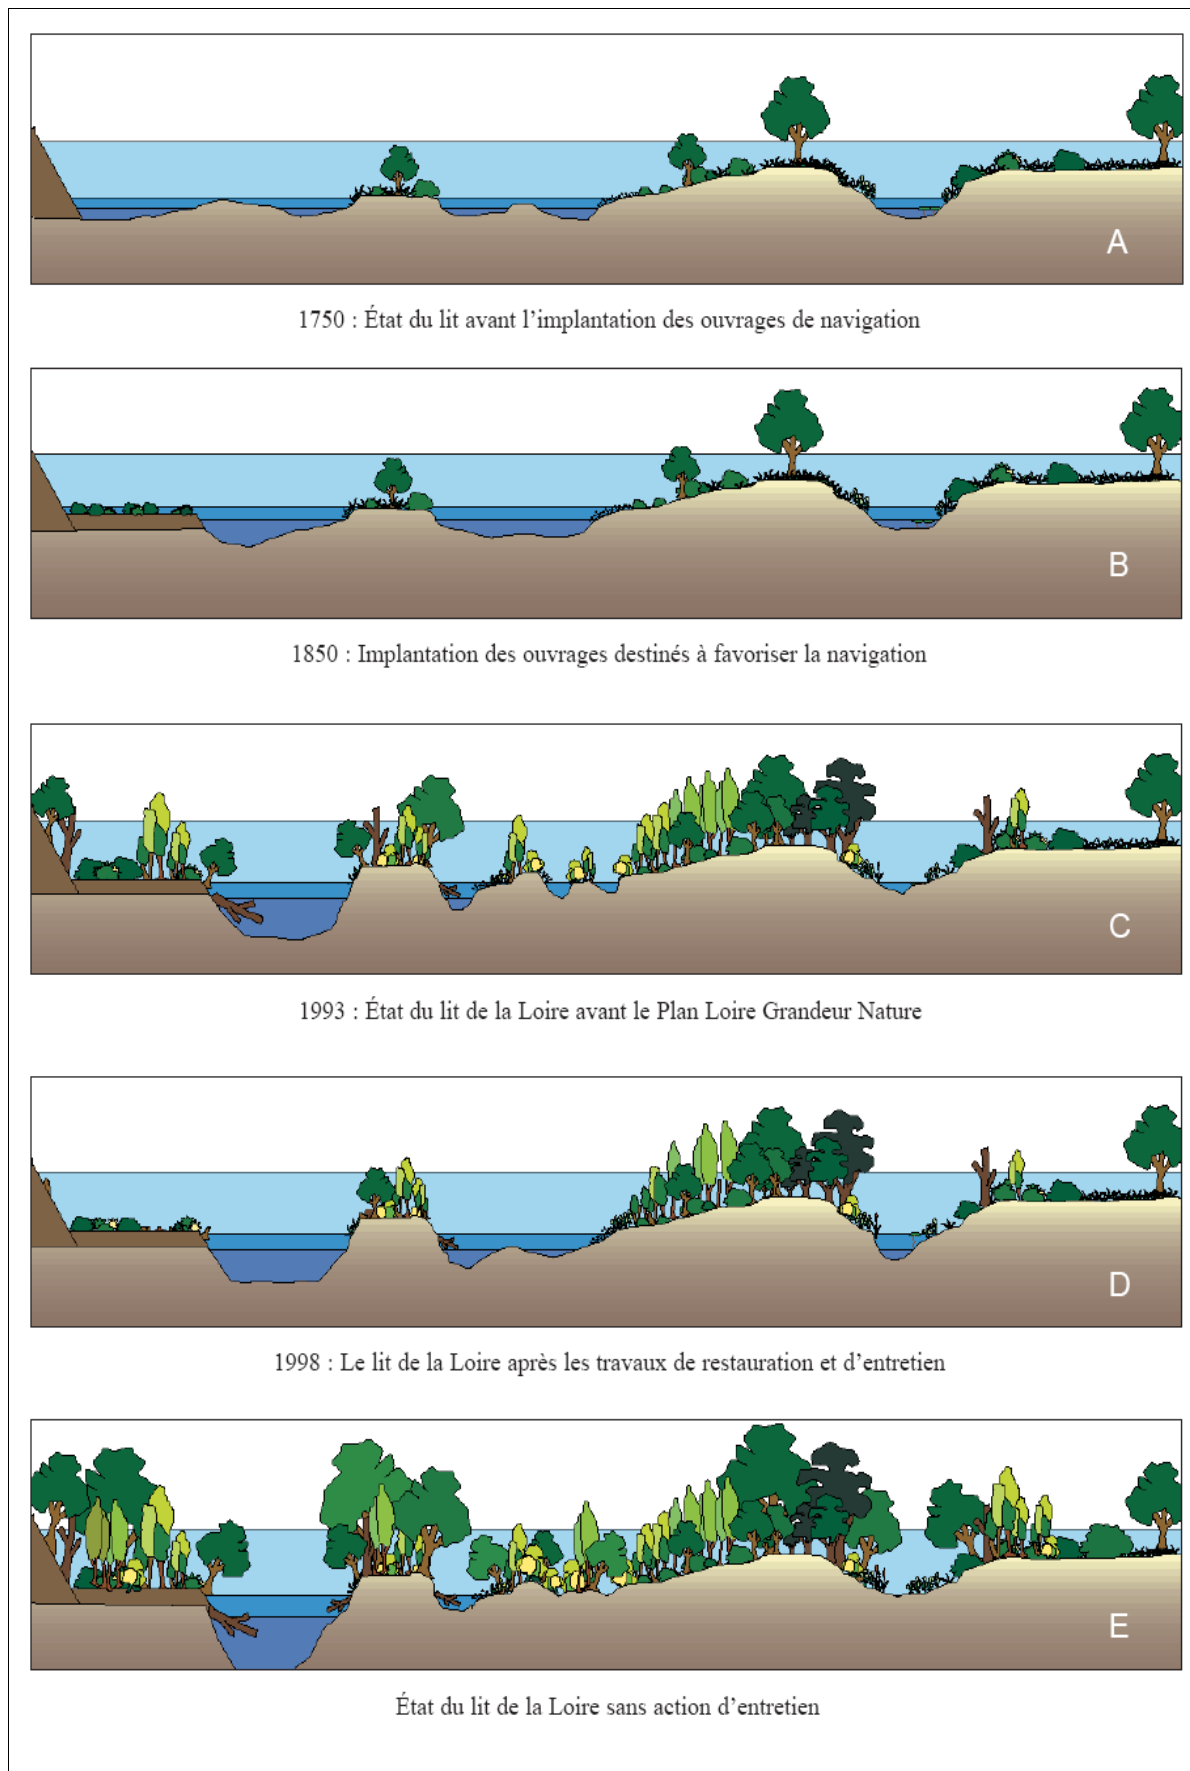 A
1750 : État du lit avant l’implantation des ouvrages de navigation
B
1850 : Implantation des ouvrages destinés à favoriser la navigation
C
1993 : État du lit de la Loire avant le Plan Loire Grandeur Nature
D
1998 : Le lit de la Loire après les travaux de restauration et d’entretien
E
État du lit de la Loire sans action d’entretien